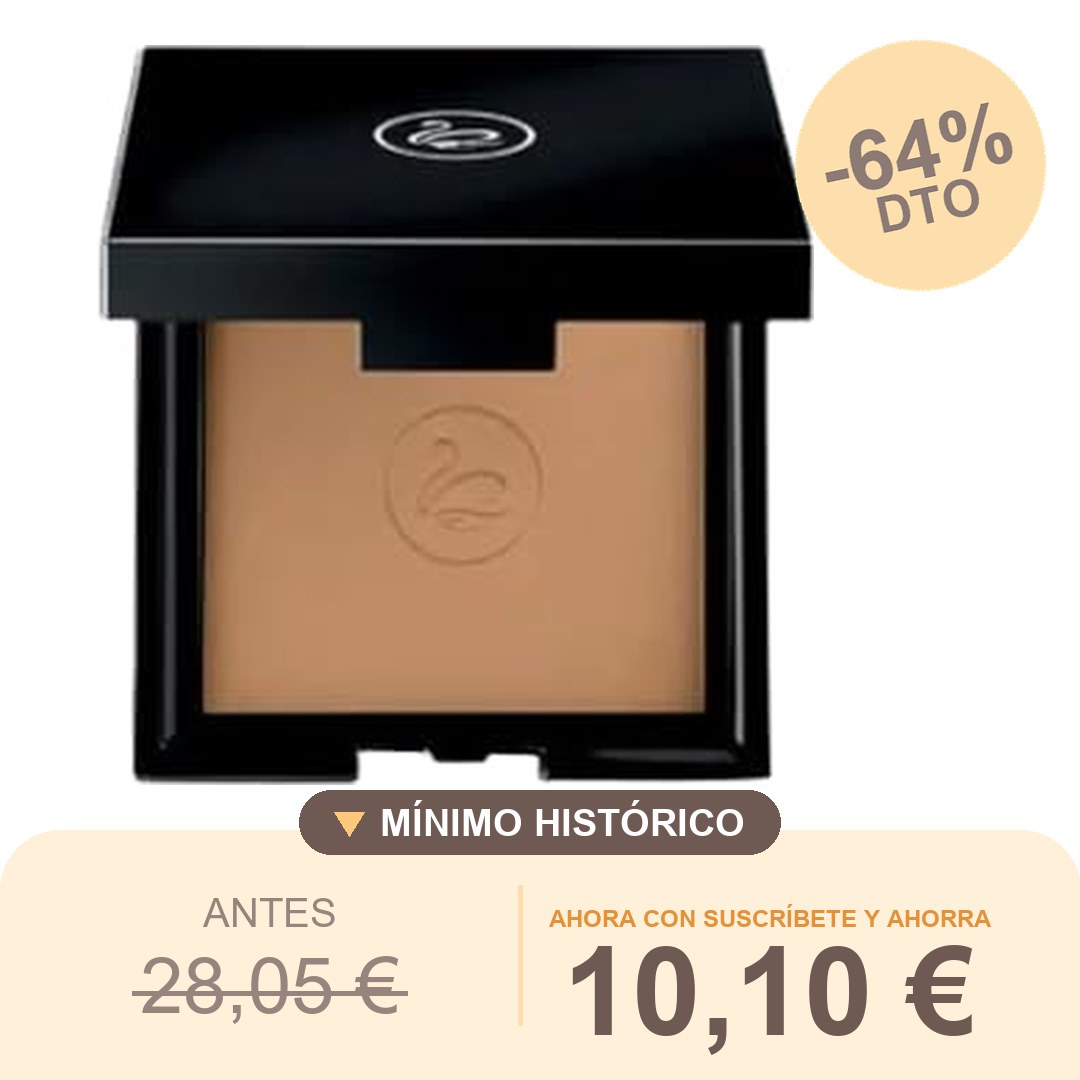 -64%
DTO
MÍNIMO HISTÓRICO
ANTES
28,05 €
AHORA CON SUSCRÍBETE Y AHORRA
10,10 €